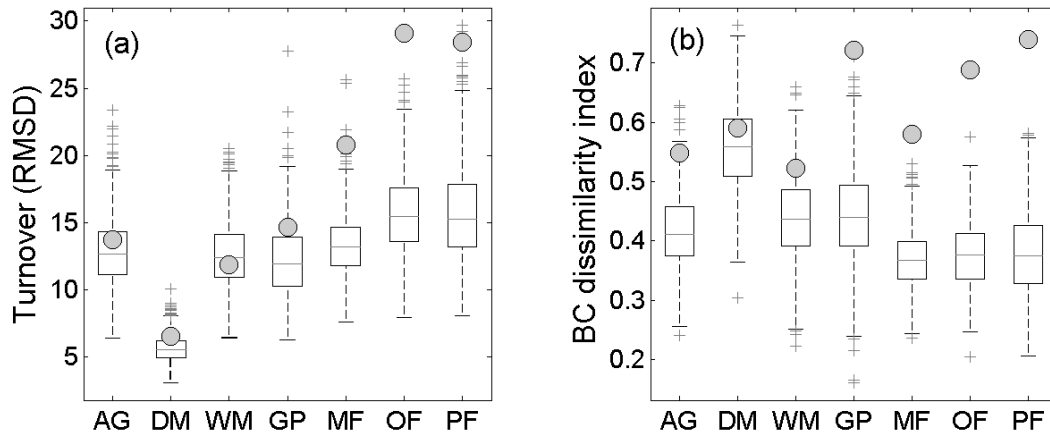 (a)
Turnover (RMSD)
30
25
20
15
10
5
AG DM WM GP MF OF PF
(b)
BC dissimilarity index
0.7
0.6
0.5
0.4
0.3
0.2
AG DM WM GP MF OF PF